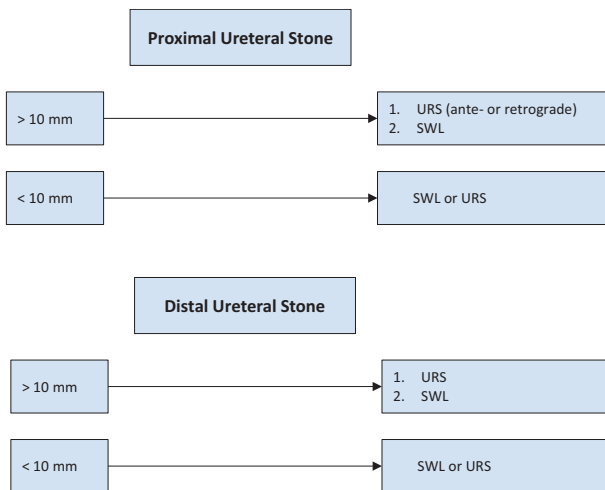 Proximal Ureteral Stone
> 10 mm
1. URS (ante- or retrograde)
2. SWL
< 10 mm
SWL or URS
Distal Ureteral Stone
> 10 mm
1. URS
2. SWL
< 10 mm
SWL or URS